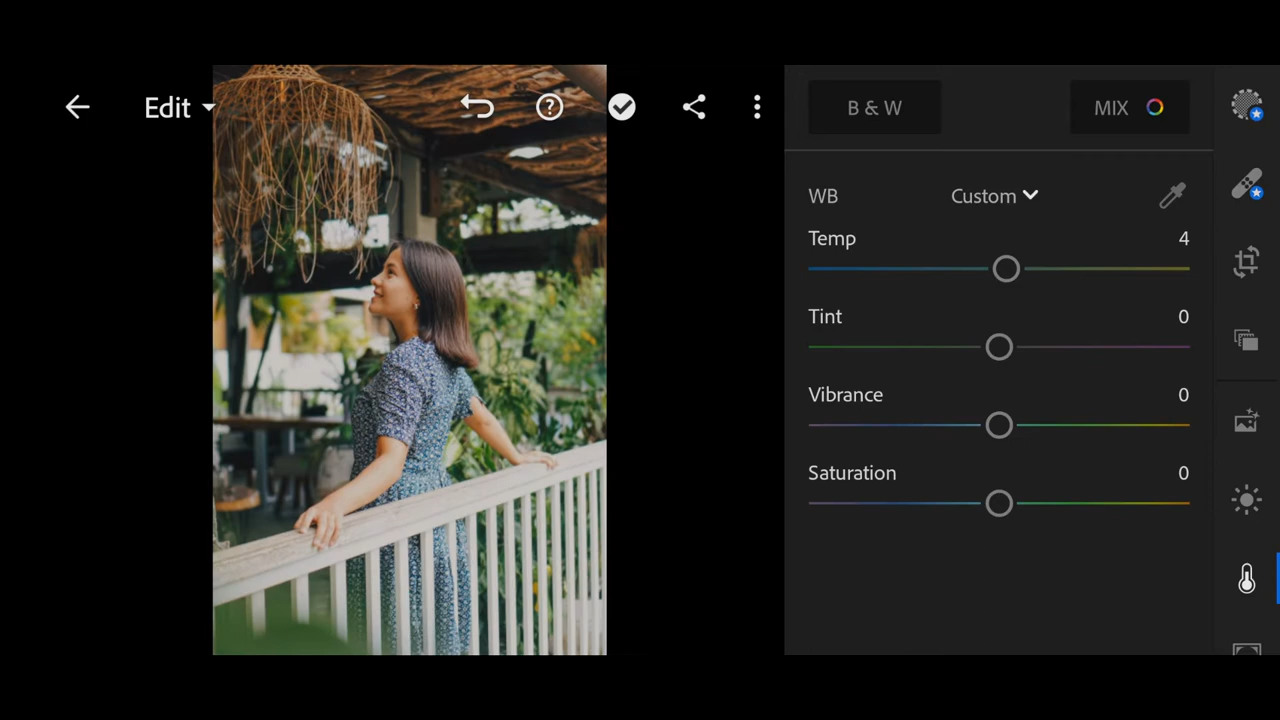 Edit
B & W
MIX
WB
Custom
Temp
4
Tint
0
Vibrance
0
Saturation
0